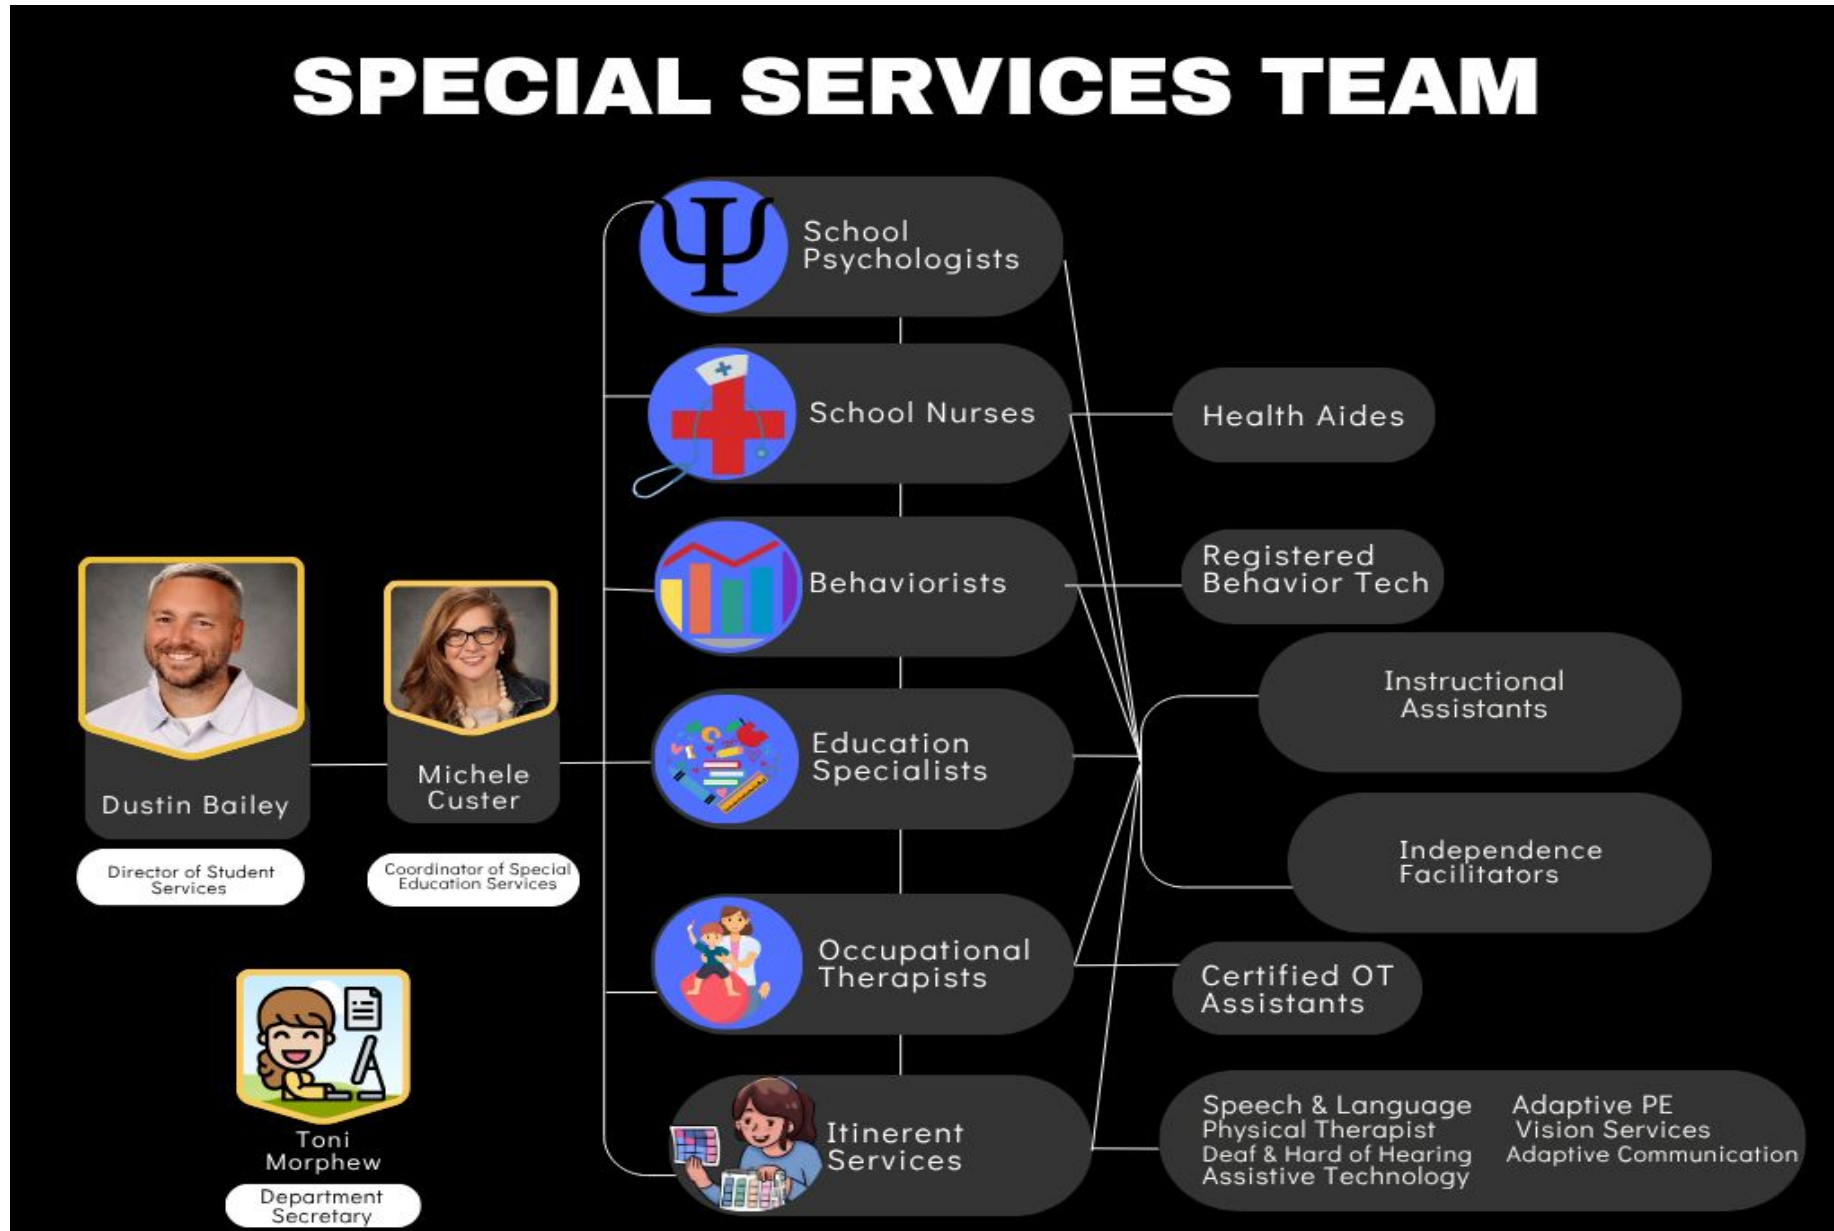 SPECIAL SERVICES TEAM
School
Psychologists
School Nurses
Health Aides
Behaviorists
Registered
Behavior Tech
Instructional
Assistants
Education
Specialists
Dustin Bailey
Director of Student
Services
Michele
Custer
Coordinator of Special
Education Services
Independence
Facilitators
Occupational
Therapists
Certified OT
Assistants
Toni
Morphew
Department
Secretary
Itinerent
Services
Speech & Language
Physical Therapist
Deaf & Hard of Hearing
Assistive Technology
Adaptive PE
Vision Services
Adaptive Communication